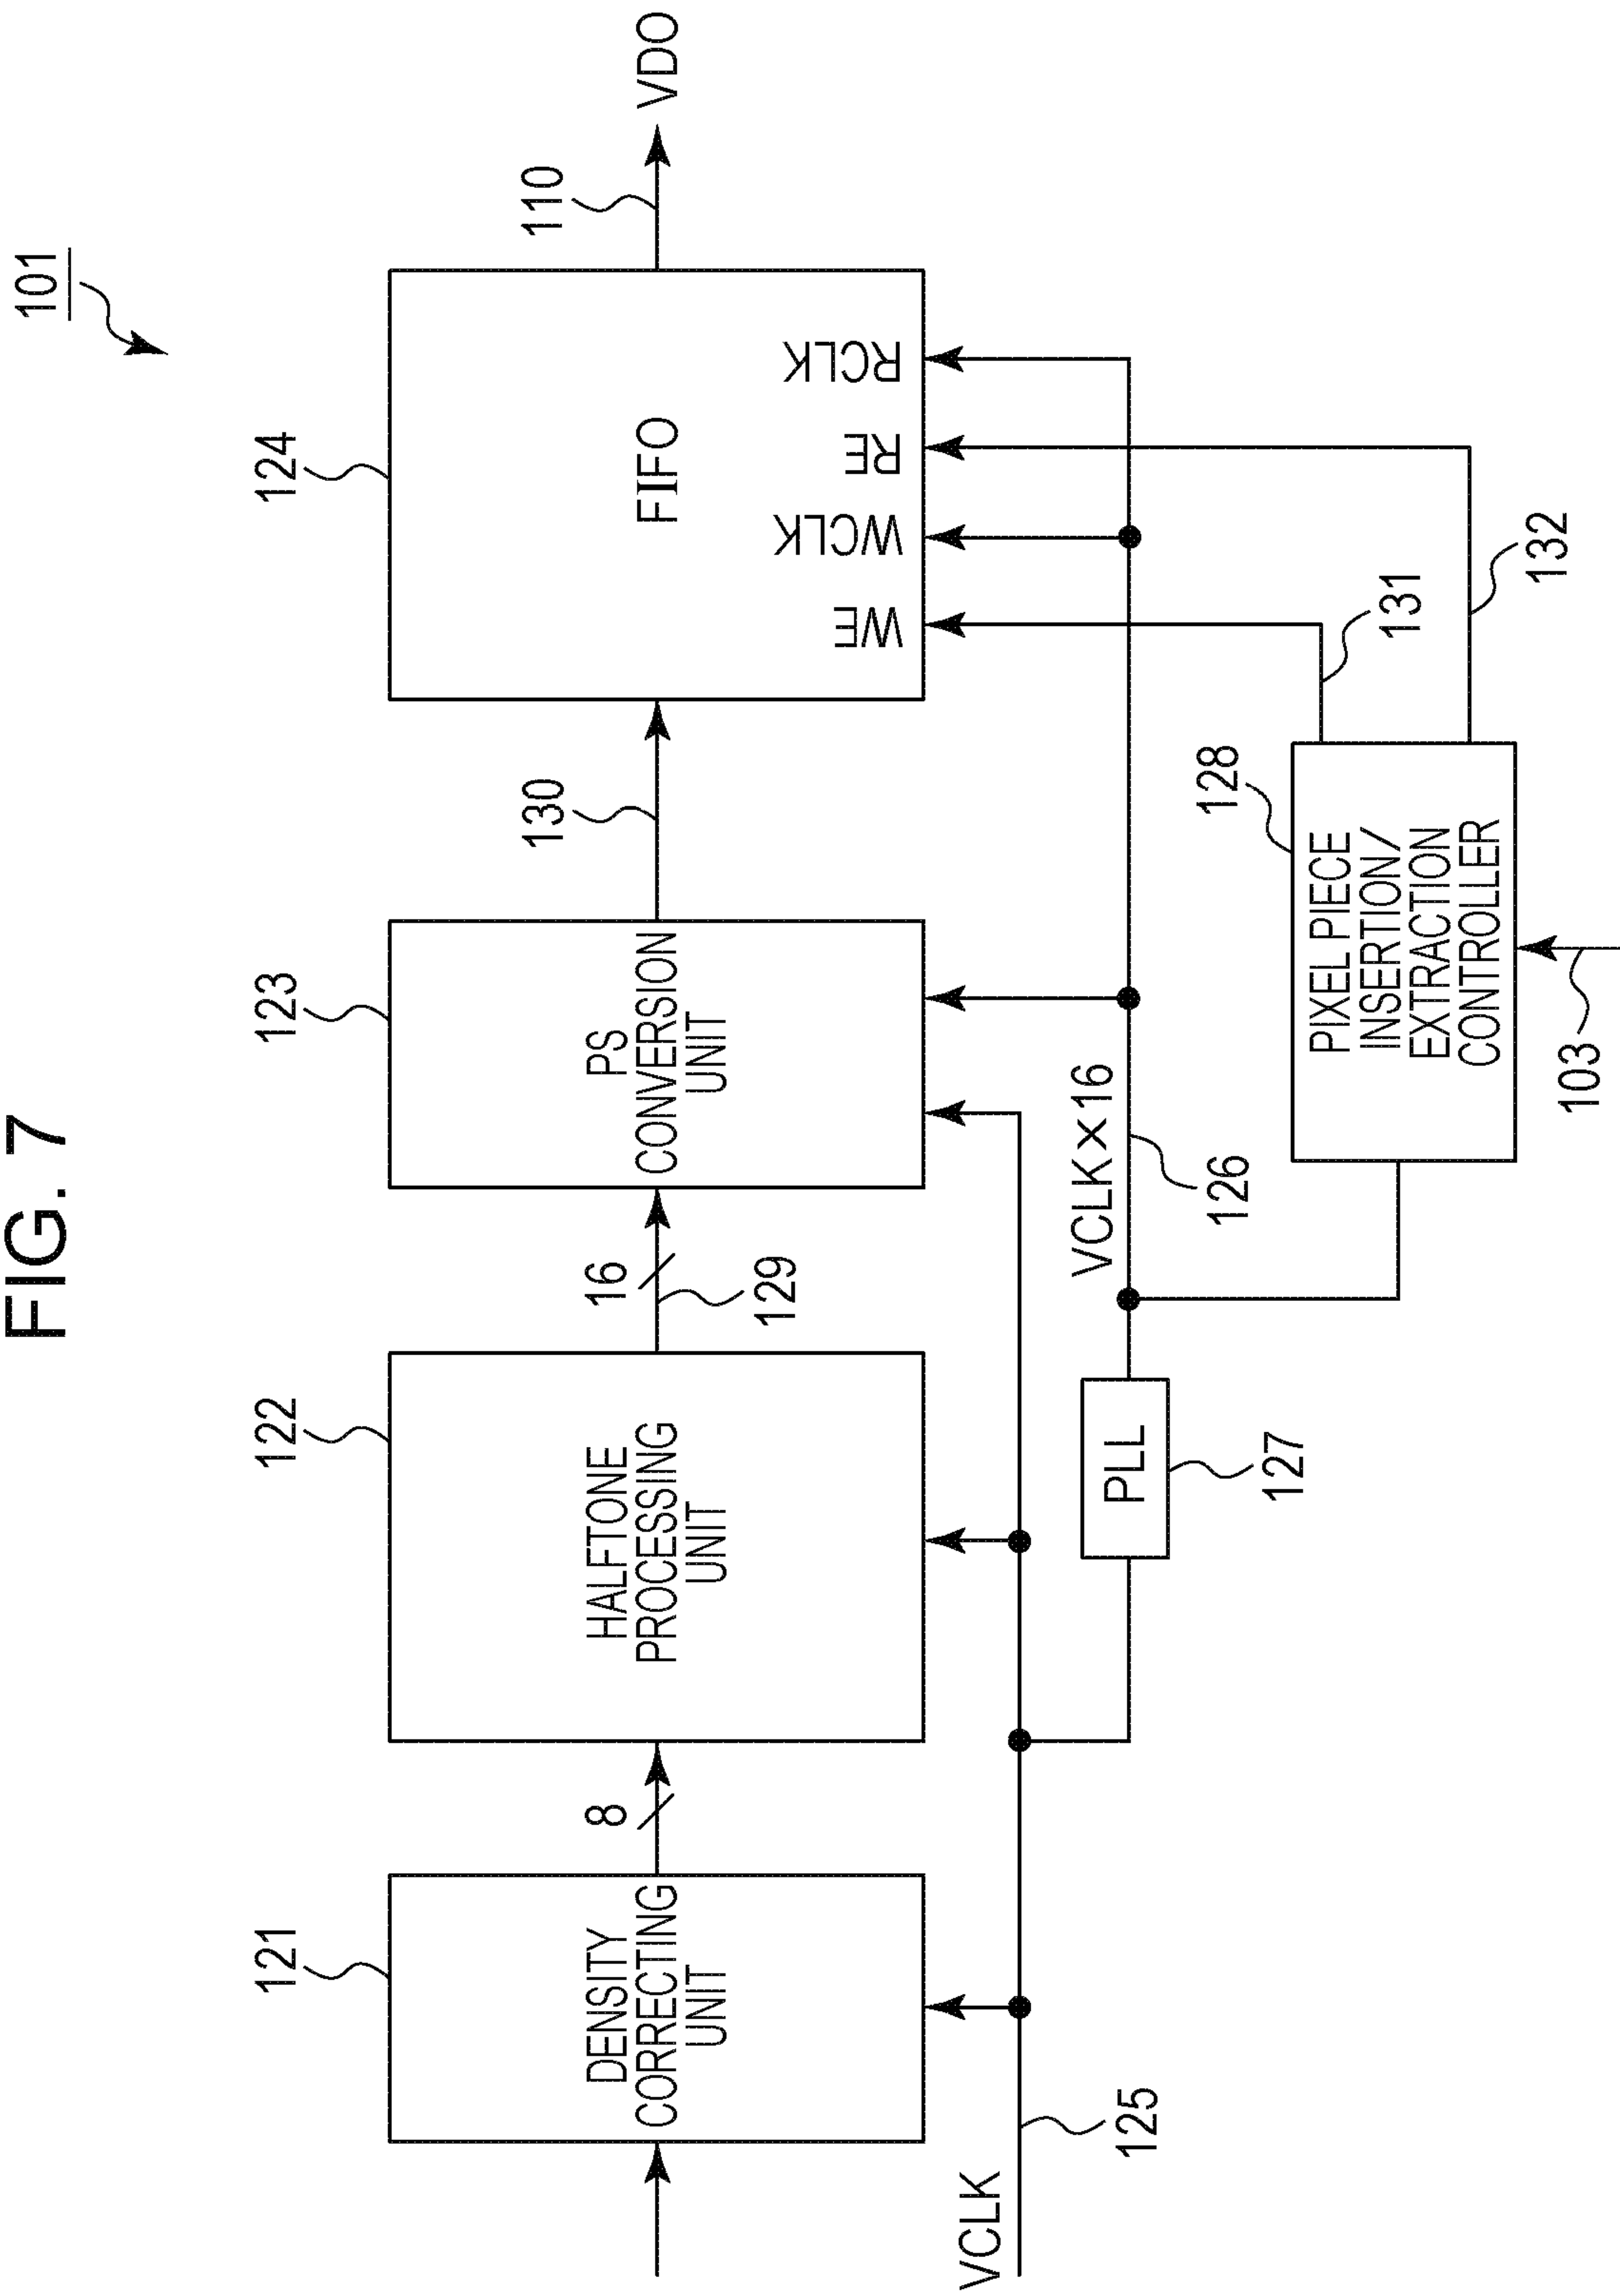 FIG. 7
101
121
122
123
124
DENSITY
CORRECTING
UNIT
8
HALFTONE
PROCESSING
UNIT
16
129
PS
CONVERSION
UNIT
130
FIFO
WE
WCLK
RE
RCLK
110
VDO
VCLK
125
PLL
127
VCLK×16
126
PIXEL PIECE
INSERTION/
EXTRACTION
CONTROLLER
128
103
131
132